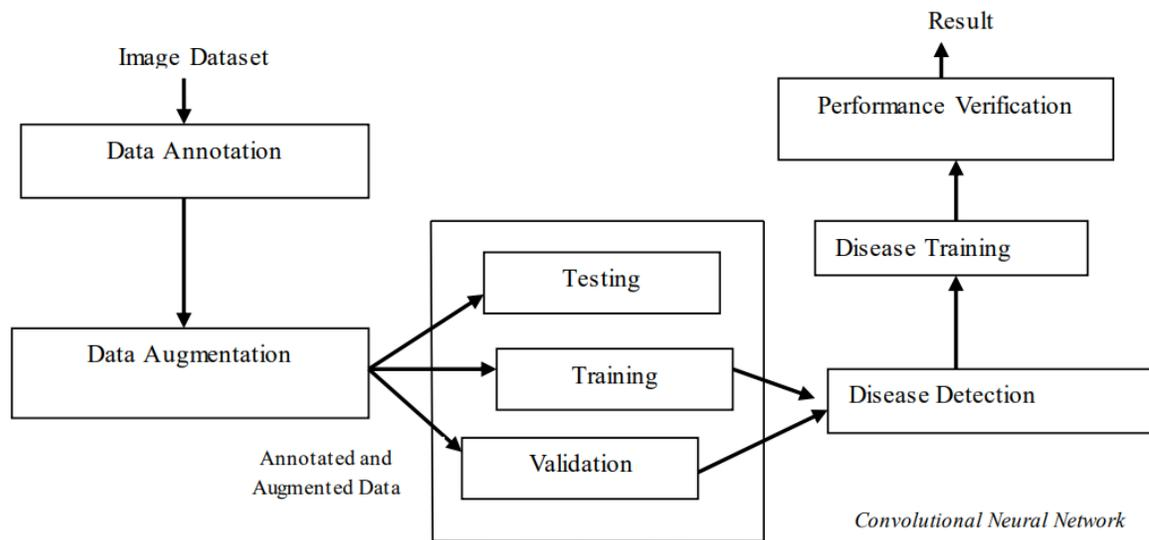 Image Dataset
Data Annotation
Data Augmentation
Annotated and
Augmented Data
Testing
Training
Validation
Result
Performance Verification
Disease Training
Disease Detection
Convolutional Neural Network